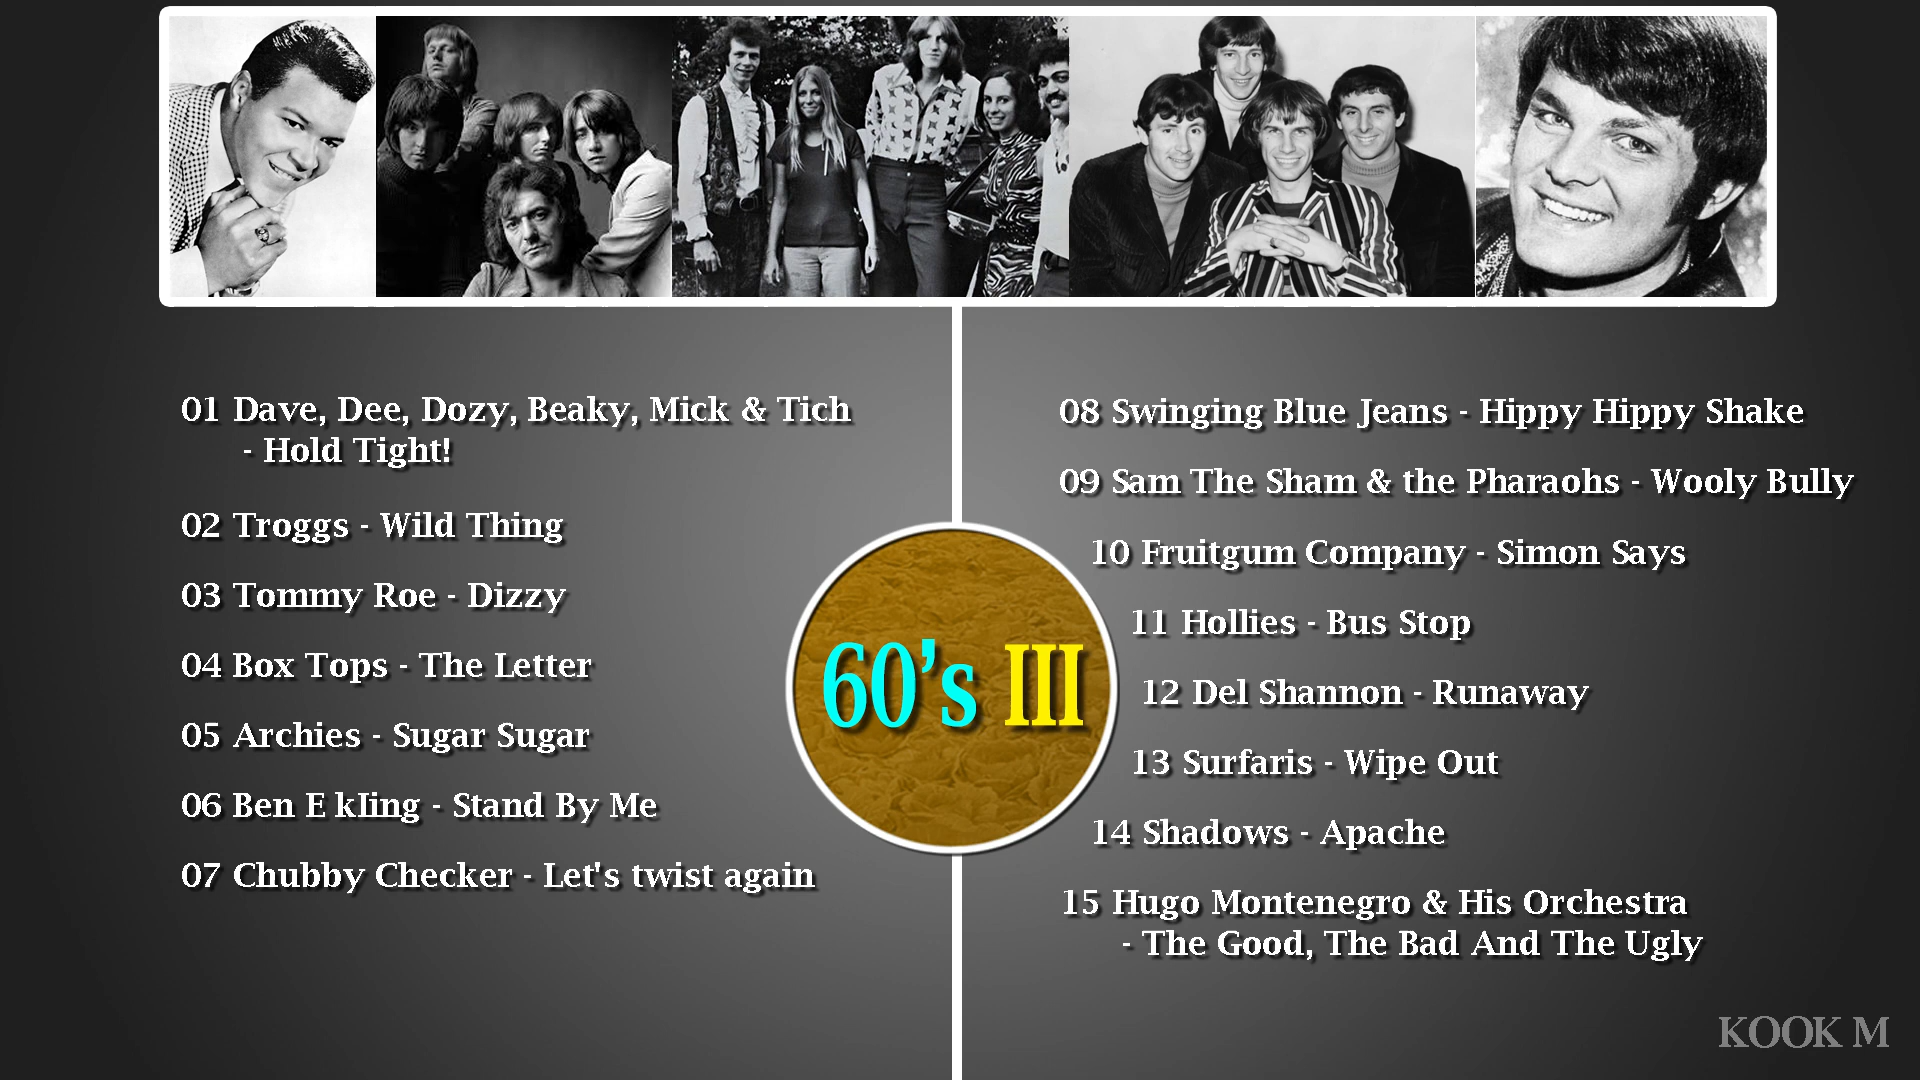 01 Dave, Dee, Dozy, Beaky, Mick & Tich
- Hold Tight!
02 Troggs - Wild Thing
03 Tommy Roe - Dizzy
04 Box Tops - The Letter
05 Archies - Sugar Sugar
06 Ben E kIing - Stand By Me
07 Chubby Checker - Let's twist again
60's III
08 Swinging Blue Jeans - Hippy Hippy Shake
09 Sam The Sham & the Pharaohs - Wooly Bully
10 Fruitgum Company - Simon Says
11 Hollies - Bus Stop
12 Del Shannon - Runaway
13 Surfaris - Wipe Out
14 Shadows - Apache
15 Hugo Montenegro & His Orchestra
- The Good, The Bad And The Ugly
KOOK M